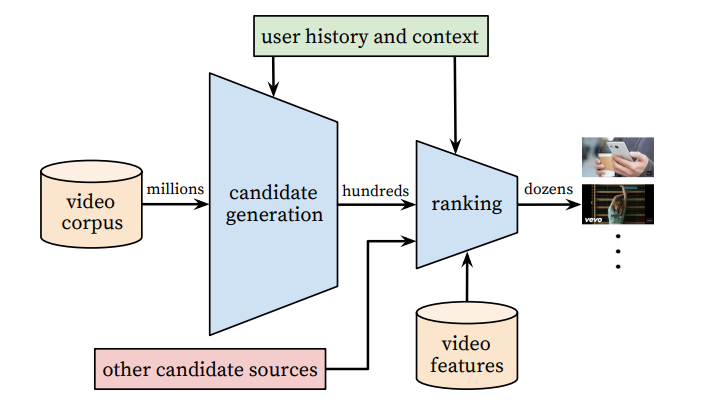 user history and context
video
corpus
millions
candidate
generation
hundreds
ranking
dozens
vevo
other candidate sources
video
features